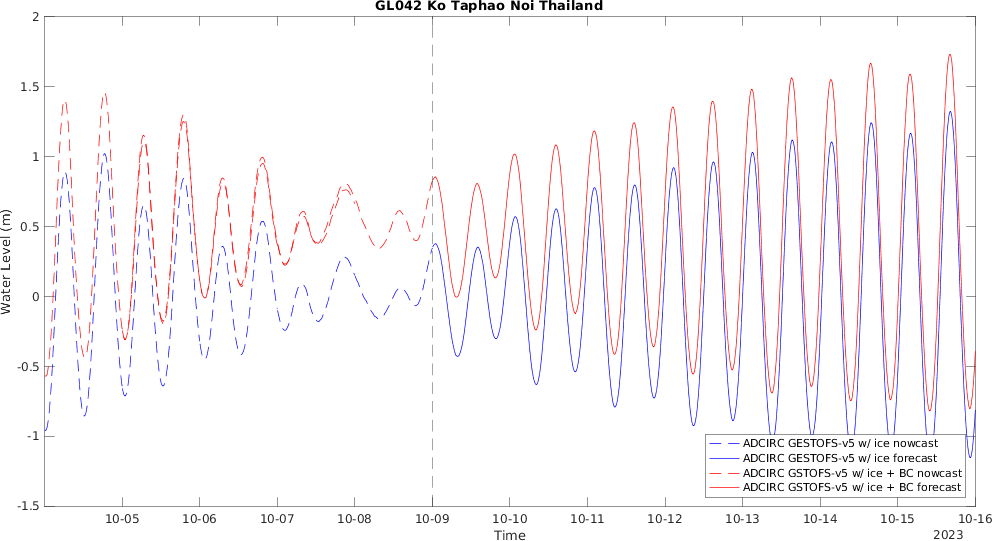 GL042 Ko Taphao Noi Thailand
2
1.5
1
0.5
0
-0.5
-1
-1.5
Water Level (m)
10-05 10-06 10-07 10-08 10-09 10-10 10-11 10-12 10-13 10-14 10-15 10-16
Time
2023
ADCIRC GESTOFS-v5 w/ ice nowcast
ADCIRC GESTOFS-v5 w/ ice forecast
ADCIRC GSTOFS-v5 w/ ice + BC nowcast
ADCIRC GSTOFS-v5 w/ ice + BC forecast